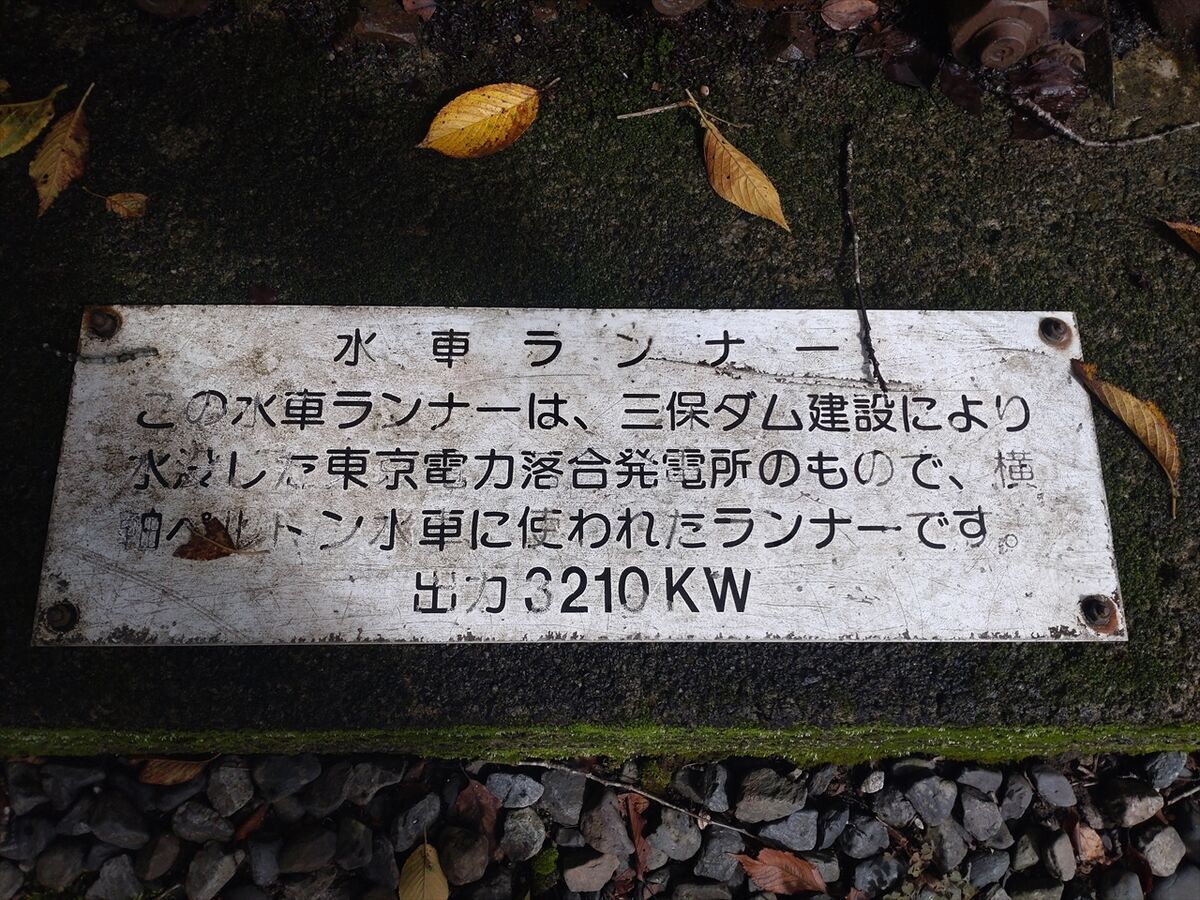 水車ランナー
この水車ランナーは、三保ダム建設により
水没した東京電力落合発電所のもので、横
軸ペルトン水車に使われたランナーです。
出力3210KW